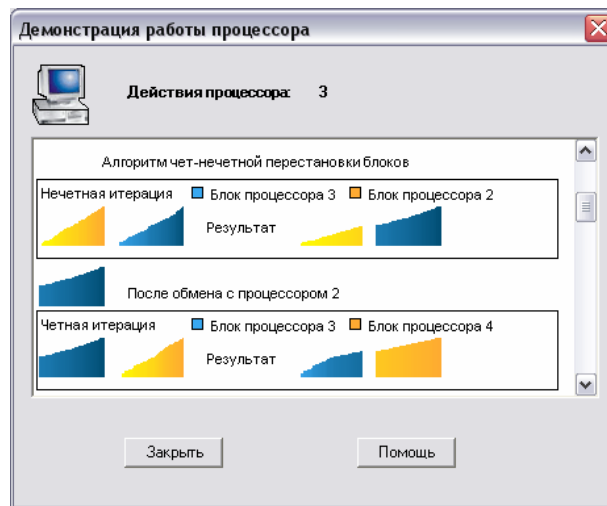 Демонстрация работы процессора
Действия процессора: 3
Алгоритм чет-нечетной перестановки блоков
Нечетная итерация Блок процессора 3 Блок процессора 2
Результат
После обмена с процессором 2
Четная итерация Блок процессора 3 Блок процессора 4
Результат
Закрыть Помощь